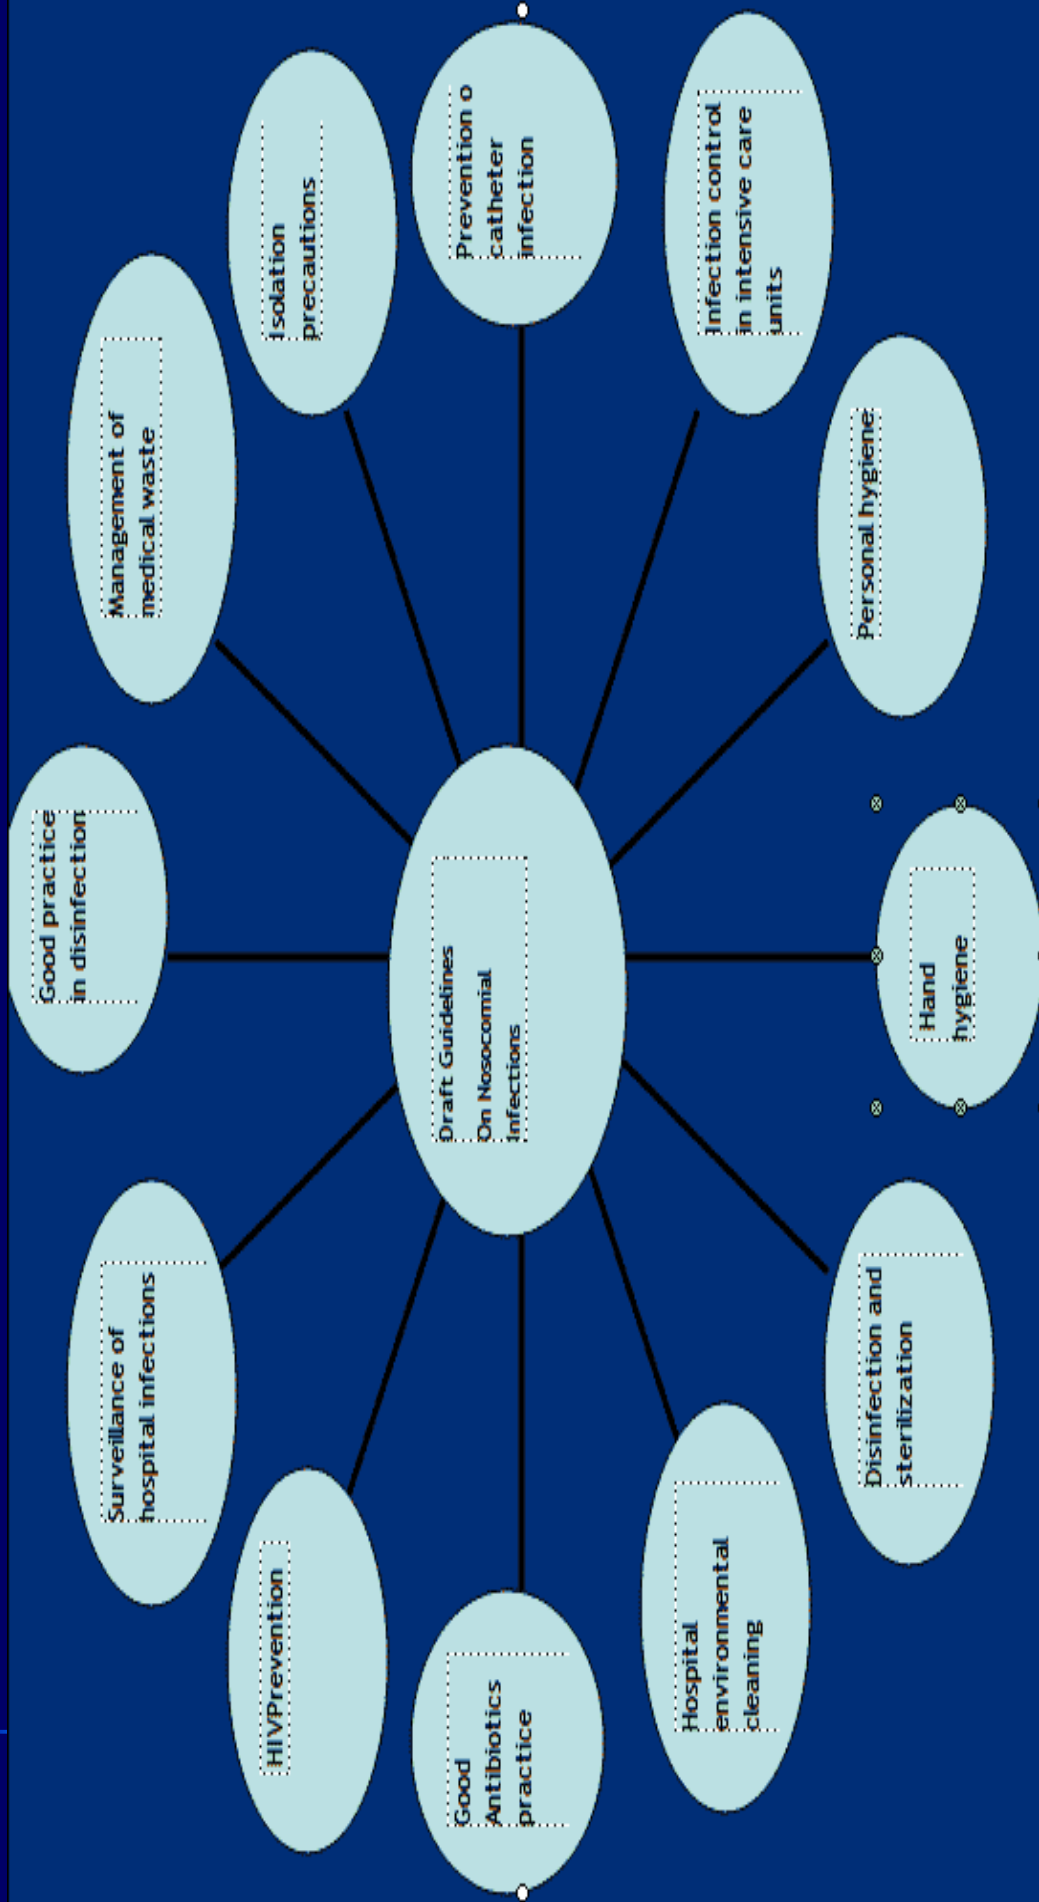 Good practice
in disinfection
Surveillance of
hospital infections
Management of
medical waste
HIVPrevention
Isolation
precautions
Good
Antibiotics
practice
Draft Guidelines
On Nosocomial
Infections
Prevention o
catheter
infection
Hospital
environmental
cleaning
Infection control
in intensive care
units
Disinfection and
sterilization
Personal hygiene
Hand
hygiene